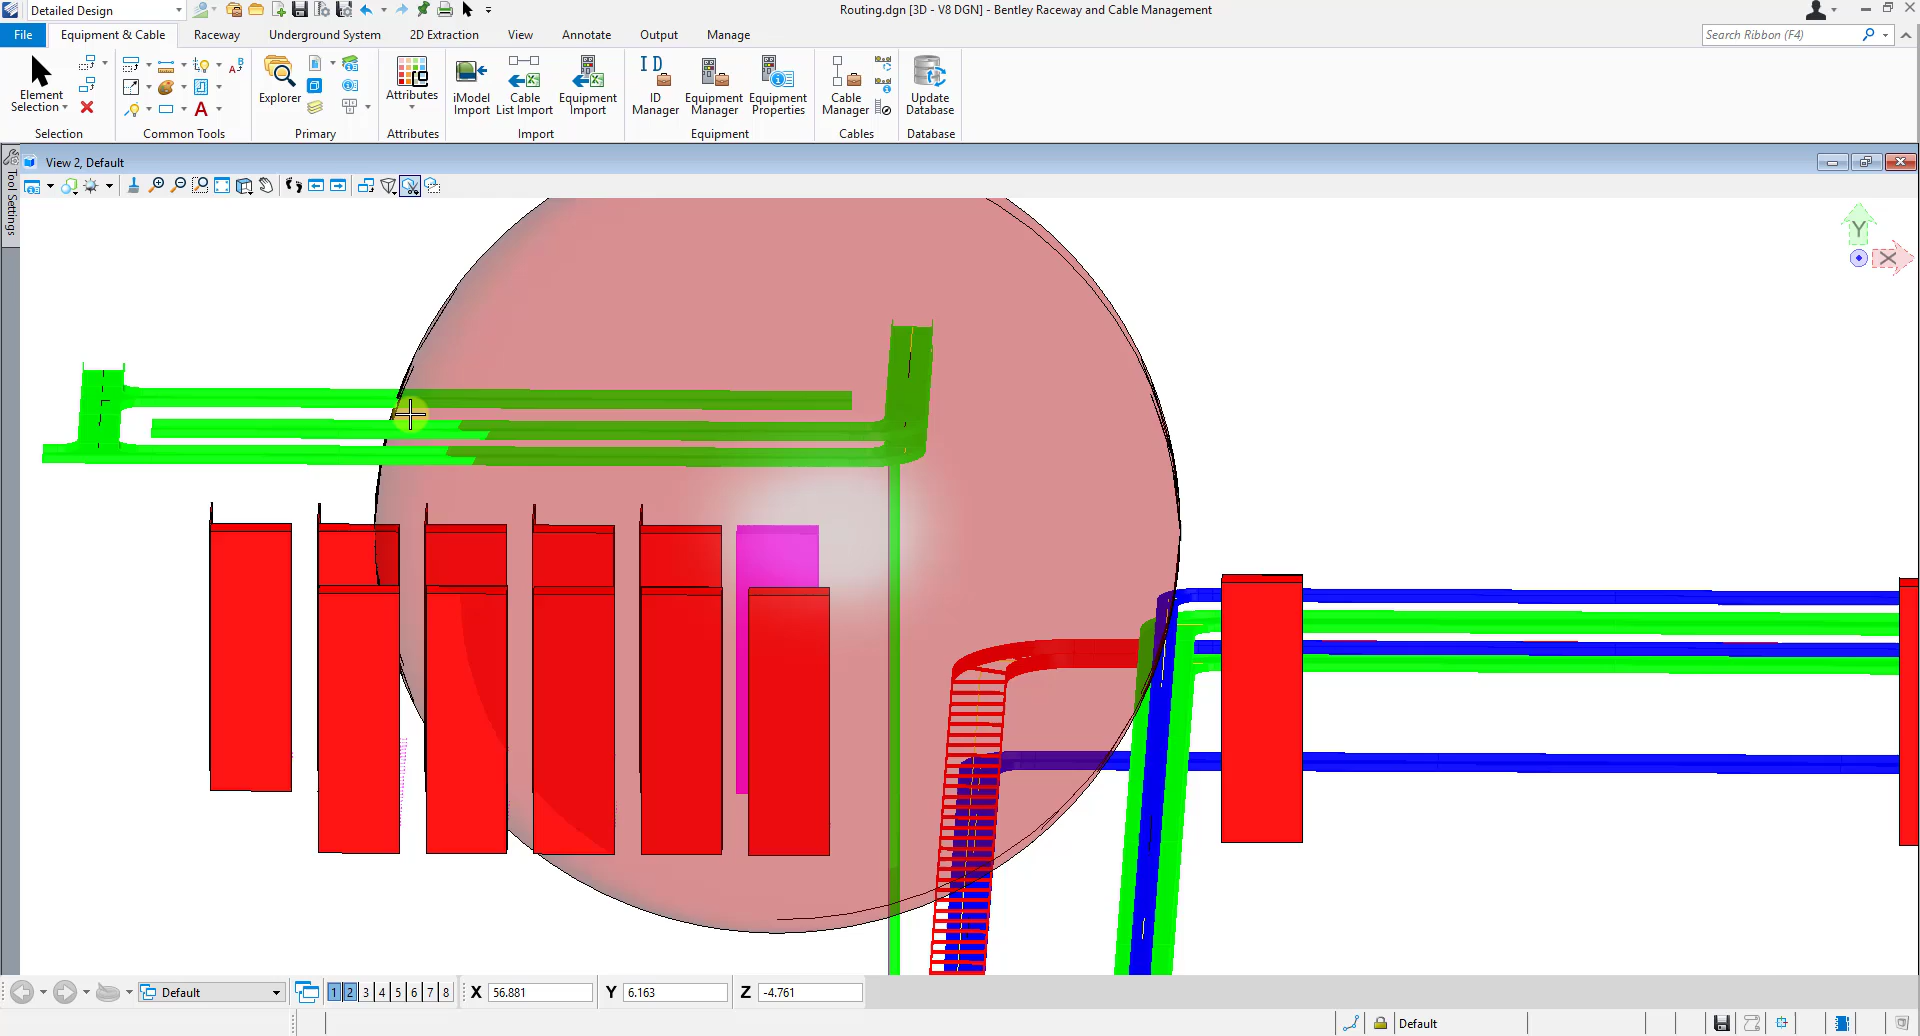 Detailed Design
Routing.dgn [3D - V8 DGN] - Bentley Raceway and Cable Management
File
Equipment & Cable
Raceway
Underground System
2D Extraction
View
Annotate
Output
Manage
Search Ribbon (F4)
Element Selection
Explorer
Attributes
iModel Import
Cable List Import
Equipment Import
ID
ID Manager
Equipment Manager
Equipment Properties
Cable Manager
Update Database
Selection
Common Tools
Primary
Attributes
Import
Equipment
Cables
Database
View 2, Default
Tool Settings
Y
X
Default
1 2 3 4 5 6 7 8
X 56.881
Y 6.163
Z -4.761
Default